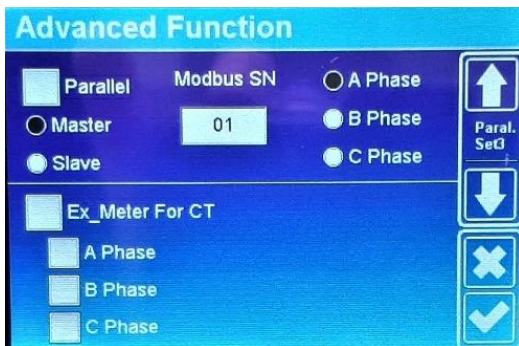 Advanced Function
Parallel
Modbus SN
A Phase
Master
01
B Phase
Slave
C Phase
Paral.
Set3
Ex_Meter For CT
A Phase
B Phase
C Phase